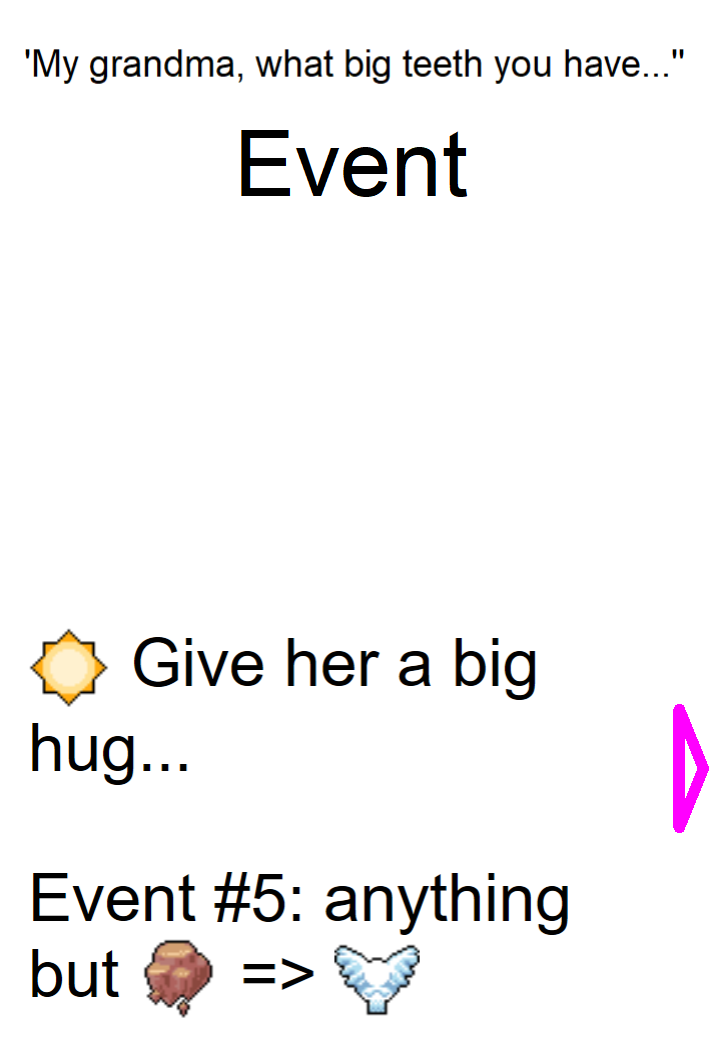 'My grandma, what big teeth you have..."
Event
Give her a big
hug...
Event #5: anything
but =>